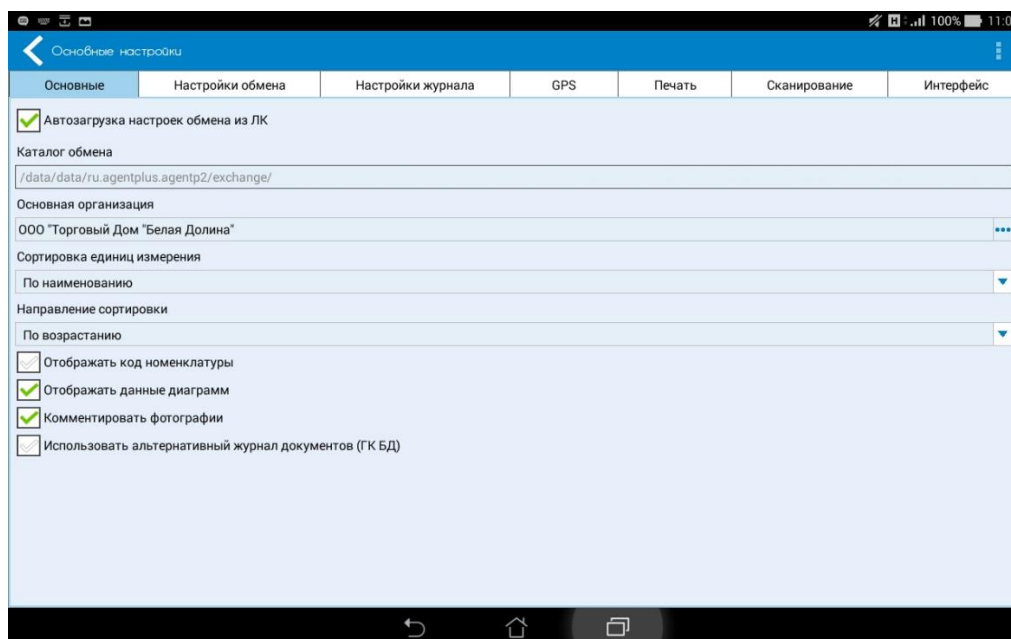 H 100% 11:0
Основные настройки
Основные Настройки обмена Настройки журнала GPS Печать Сканирование Интерфейс
Автозагрузка настроек обмена из ЛК
Каталог обмена
/data/data/ru.agentplus.agentp2/exchange/
Основная организация
ООО "Торговый Дом "Белая Долина"
Сортировка единиц измерения
По наименованию
Направление сортировки
По возрастанию
Отображать код номенклатуры
Отображать данные диаграмм
Комментировать фотографии
Использовать альтернативный журнал документов (ГК БД)